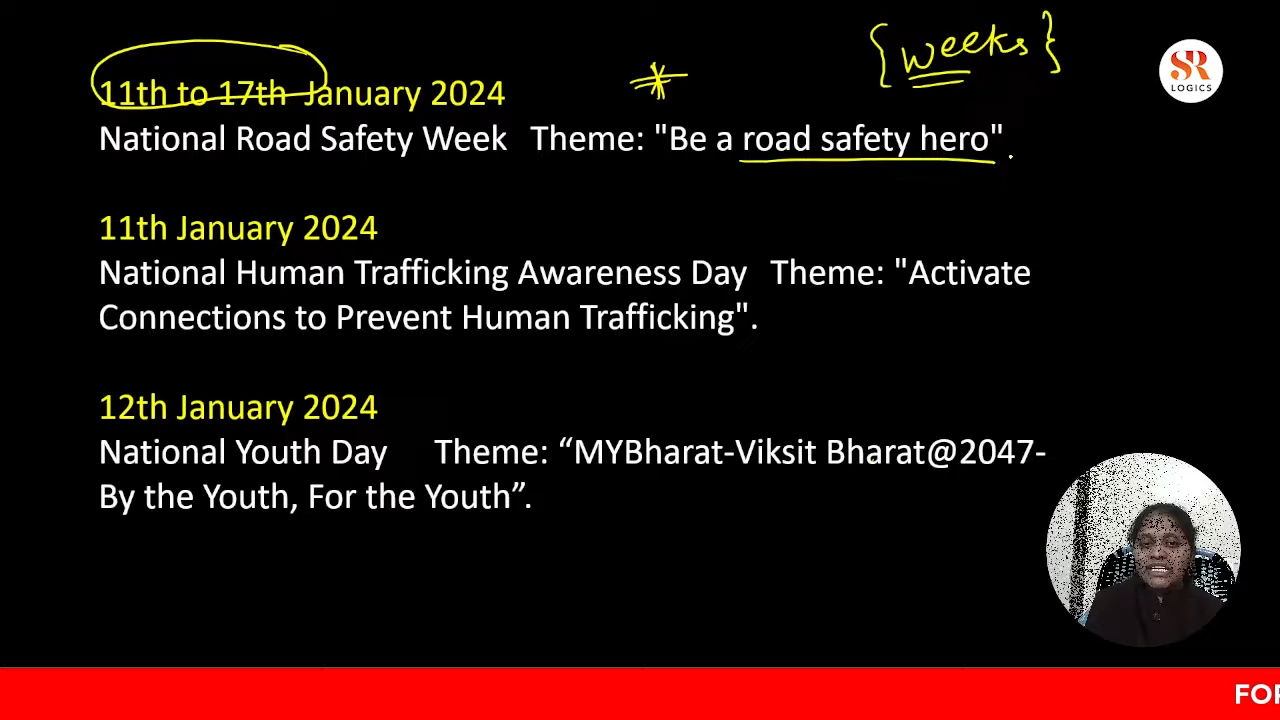 {weeks}
SR
LOGICS
11th to 17th January 2024
National Road Safety Week Theme: "Be a road safety hero".
11th January 2024
National Human Trafficking Awareness Day Theme: "Activate
Connections to Prevent Human Trafficking".
12th January 2024
National Youth Day Theme: “MYBharat-Viksit Bharat@2047-
By the Youth, For the Youth”.